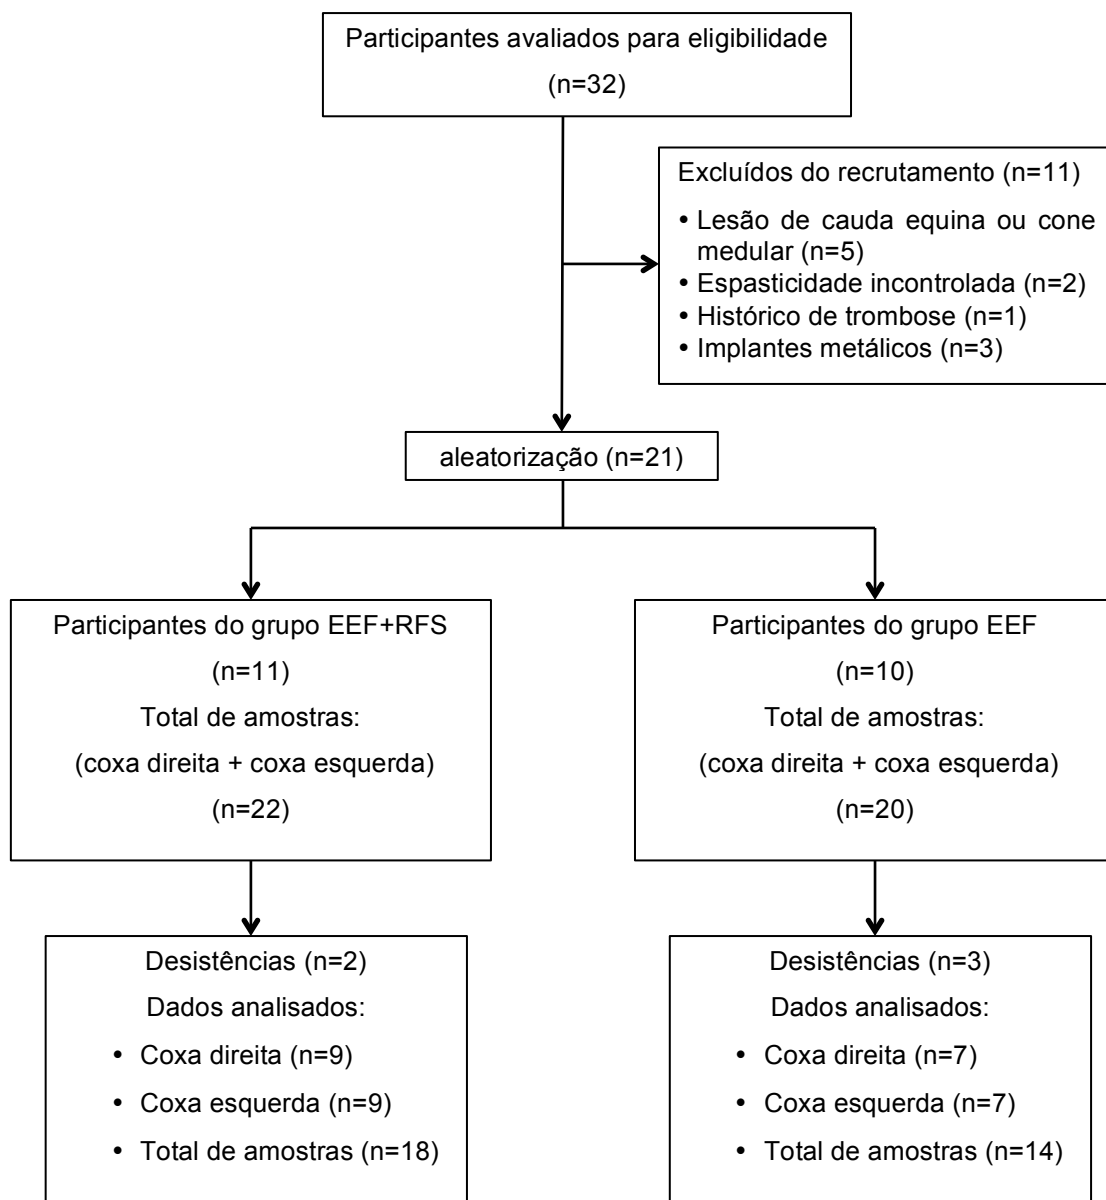 Participantes avaliados para eligibilidade
(n=32)
Excluídos do recrutamento (n=11)
• Lesão de cauda equina ou cone
medular (n=5)
• Espasticidade incontrolada (n=2)
• Histórico de trombose (n=1)
• Implantes metálicos (n=3)
aleatorização (n=21)
Participantes do grupo EEF+RFS
(n=11)
Total de amostras:
(coxa direita + coxa esquerda)
(n=22)
Participantes do grupo EEF
(n=10)
Total de amostras:
(coxa direita + coxa esquerda)
(n=20)
Desistências (n=2)
Dados analisados:
• Coxa direita (n=9)
• Coxa esquerda (n=9)
• Total de amostras (n=18)
Desistências (n=3)
Dados analisados:
• Coxa direita (n=7)
• Coxa esquerda (n=7)
• Total de amostras (n=14)